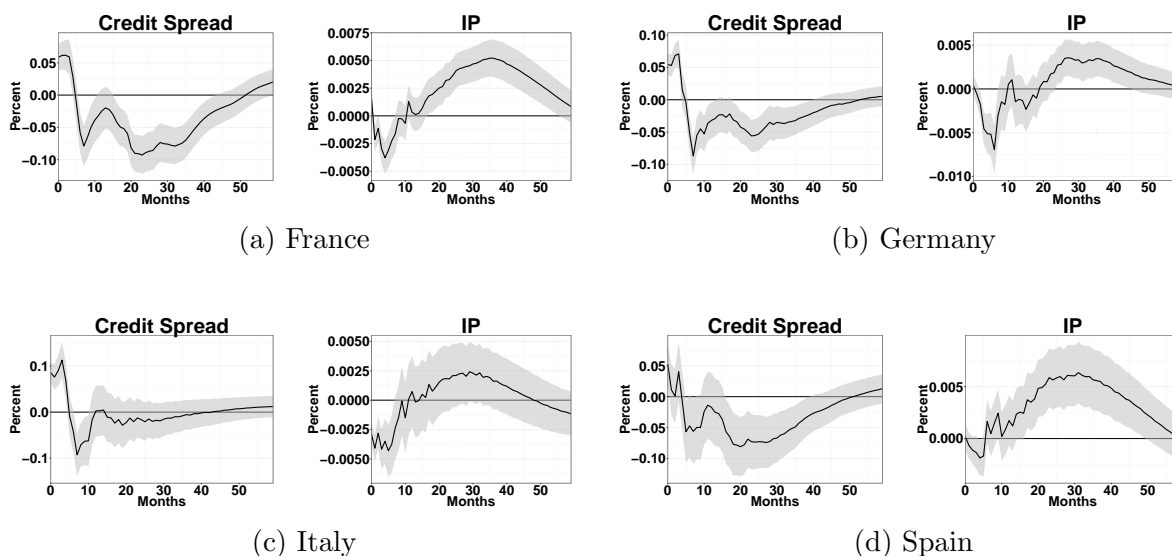 Credit Spread
Percent
0.05
0.00
−0.05
−0.10
0 10 20 30 40 50
Months
IP
Percent
0.0075
0.0050
0.0025
0.0000
−0.0025
−0.0050
0 10 20 30 40 50
Months
(a) France
Credit Spread
Percent
0.10
0.05
0.00
−0.05
−0.10
0 10 20 30 40 50
Months
IP
Percent
0.005
0.000
−0.005
−0.010
0 10 20 30 40 50
Months
(b) Germany
Credit Spread
Percent
0.1
0.0
−0.1
0 10 20 30 40 50
Months
IP
Percent
0.0050
0.0025
0.0000
−0.0025
−0.0050
0 10 20 30 40 50
Months
(c) Italy
Credit Spread
Percent
0.05
0.00
−0.05
−0.10
0 10 20 30 40 50
Months
IP
Percent
0.005
0.000
0 10 20 30 40 50
Months
(d) Spain